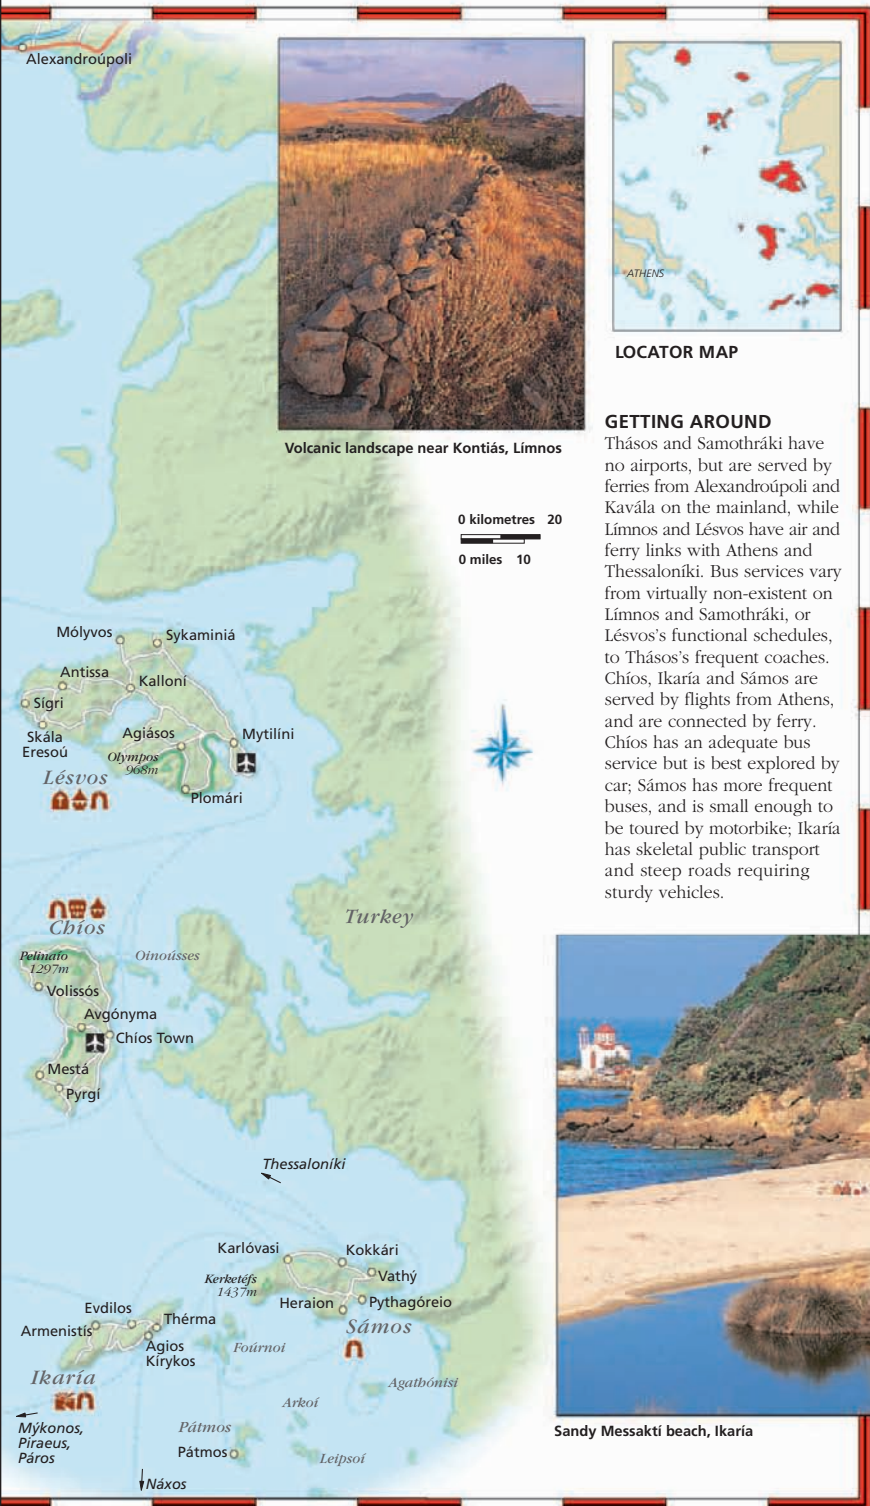 Alexandroúpoli
ATHENS
LOCATOR MAP
Volcanic landscape near Kontiás, Límnos
GETTING AROUND
Thásos and Samothráki have
no airports, but are served by
ferries from Alexandroúpoli and
Kavála on the mainland, while
Límnos and Lésvos have air and
ferry links with Athens and
Thessaloníki. Bus services vary
from virtually non-existent on
Límnos and Samothráki, or
Lésvos's functional schedules,
to Thásos's frequent coaches.
Chíos, Ikaría and Sámos are
served by flights from Athens,
and are connected by ferry.
Chíos has an adequate bus
service but is best explored by
car; Sámos has more frequent
buses, and is small enough to
be toured by motorbike; Ikaría
has skeletal public transport
and steep roads requiring
sturdy vehicles.
0 kilometres 20
0 miles 10
Mólyvos
Sykaminiá
Antissa
Kalloní
Sígri
Skála
Eresoú
Agiásos
Mytilíni
Olympos
968m
Lésvos
Plomári
Turkey
Chíos
Pelinaío
1297m
Oinoússes
Volissós
Avgónyma
Chíos Town
Mestá
Pyrgí
Thessaloníki
Karlóvasi
Kokkári
Vathý
Kerketéfs
1437m
Heraion
Pythagóreio
Sámos
Evdilos
Thérma
Armenistís
Agios
Kírykos
Foúrnoi
Ikaría
Agathónisi
Arkoí
Mýkonos,
Piraeus,
Páros
Pátmos
Pátmos
Leipsoí
Náxos
Sandy Messaktí beach, Ikaría